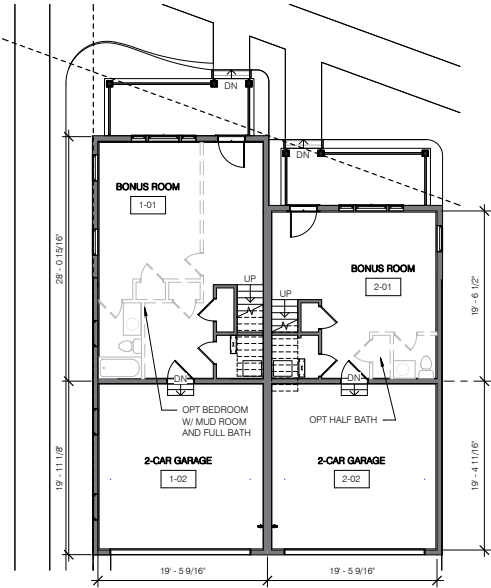 DN
DN
BONUS ROOM
1-01
BONUS ROOM
2-01
UP
UP
28' - 0 15/16"
19' - 6 1/2"
DN
DN
OPT BEDROOM
W/ MUD ROOM
AND FULL BATH
OPT HALF BATH
2-CAR GARAGE
1-02
2-CAR GARAGE
2-02
19' - 11 1/8"
19' - 4 11/16"
19' - 5 9/16"
19' - 5 9/16"